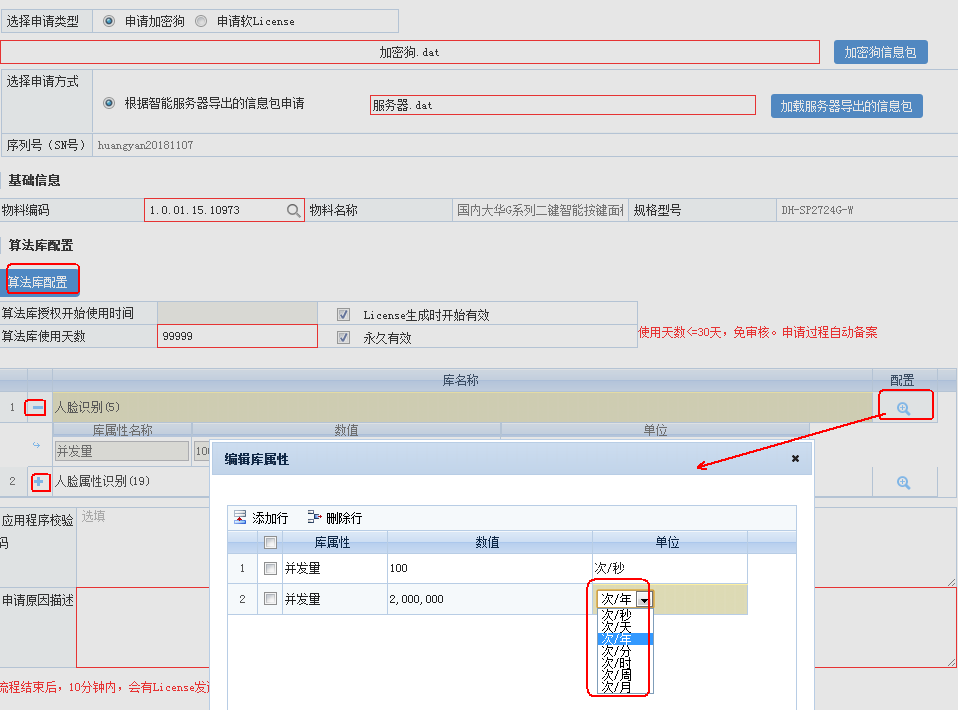 选择申请类型 申请加密狗 申请软License
加密狗.dat 加密狗信息包
选择申请方式
根据智能服务器导出的信息包申请 服务器.dat 加载服务器导出的信息包
序列号（SN号） huangyan20181107
基础信息
物料编码 1.0.01.15.10973 物料名称 国内大华G系列二键智能按键面板 规格型号 DH-SP2724G-W
算法库配置
算法库配置
算法库授权开始使用时间 License生成时开始有效
算法库使用天数 99999 永久有效 使用天数<=30天，免审核。申请过程自动备案
库名称 配置
1 人脸识别(5)
库属性名称 数值 单位
并发量 100
2 人脸属性识别(19)
编辑库属性
添加行 删除行
库属性 数值 单位
1 并发量 100 次/秒
2 并发量 2,000,000 次/年
次/秒
次/天
次/年
次/分
次/时
次/周
次/月
应用程序校验码 选填
申请原因描述
流程结束后，10分钟内，会有License发